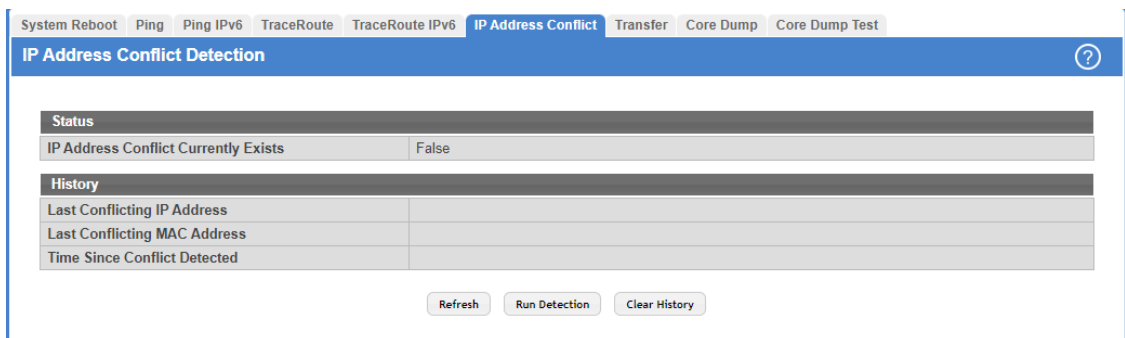 System Reboot Ping Ping IPv6 TraceRoute TraceRoute IPv6 IP Address Conflict Transfer Core Dump Core Dump Test
IP Address Conflict Detection ?
Status
IP Address Conflict Currently Exists False
History
Last Conflicting IP Address
Last Conflicting MAC Address
Time Since Conflict Detected
Refresh Run Detection Clear History